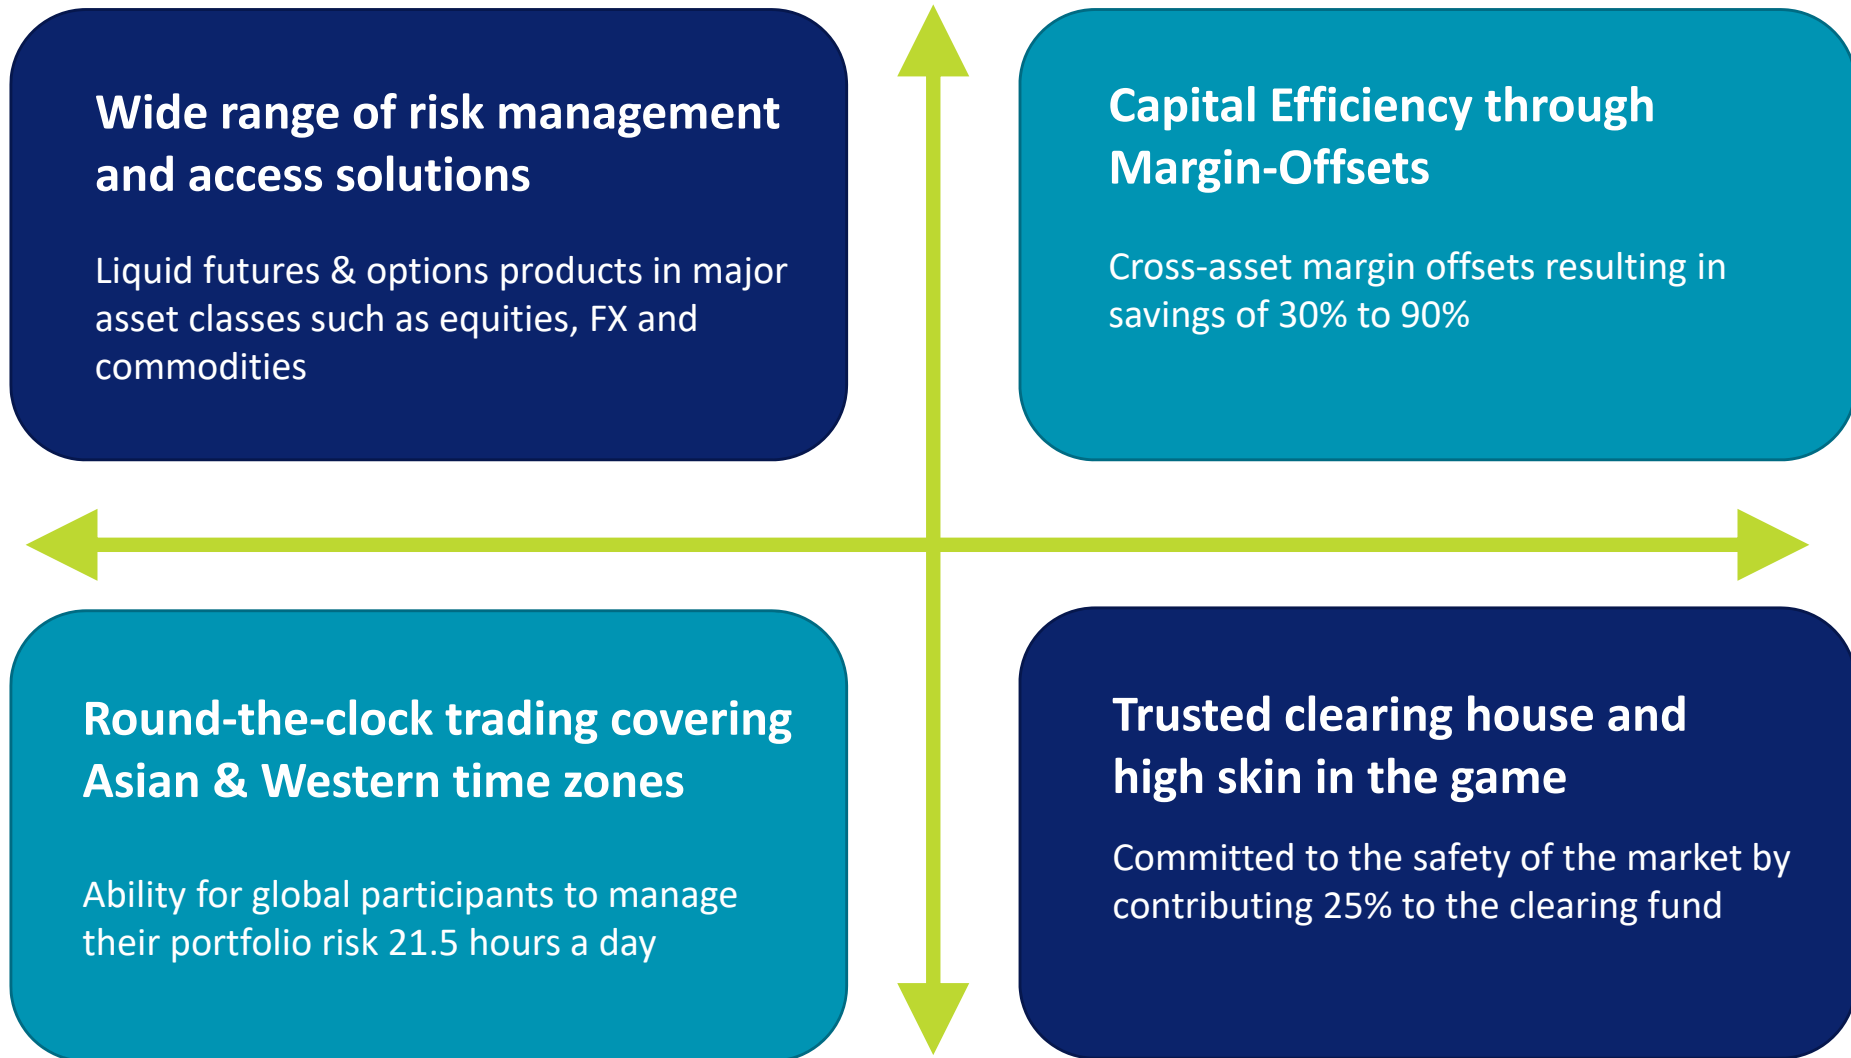 Wide range of risk management
and access solutions
Liquid futures & options products in major
asset classes such as equities, FX and
commodities
Capital Efficiency through
Margin-Offsets
Cross-asset margin offsets resulting in
savings of 30% to 90%
Round-the-clock trading covering
Asian & Western time zones
Ability for global participants to manage
their portfolio risk 21.5 hours a day
Trusted clearing house and
high skin in the game
Committed to the safety of the market by
contributing 25% to the clearing fund